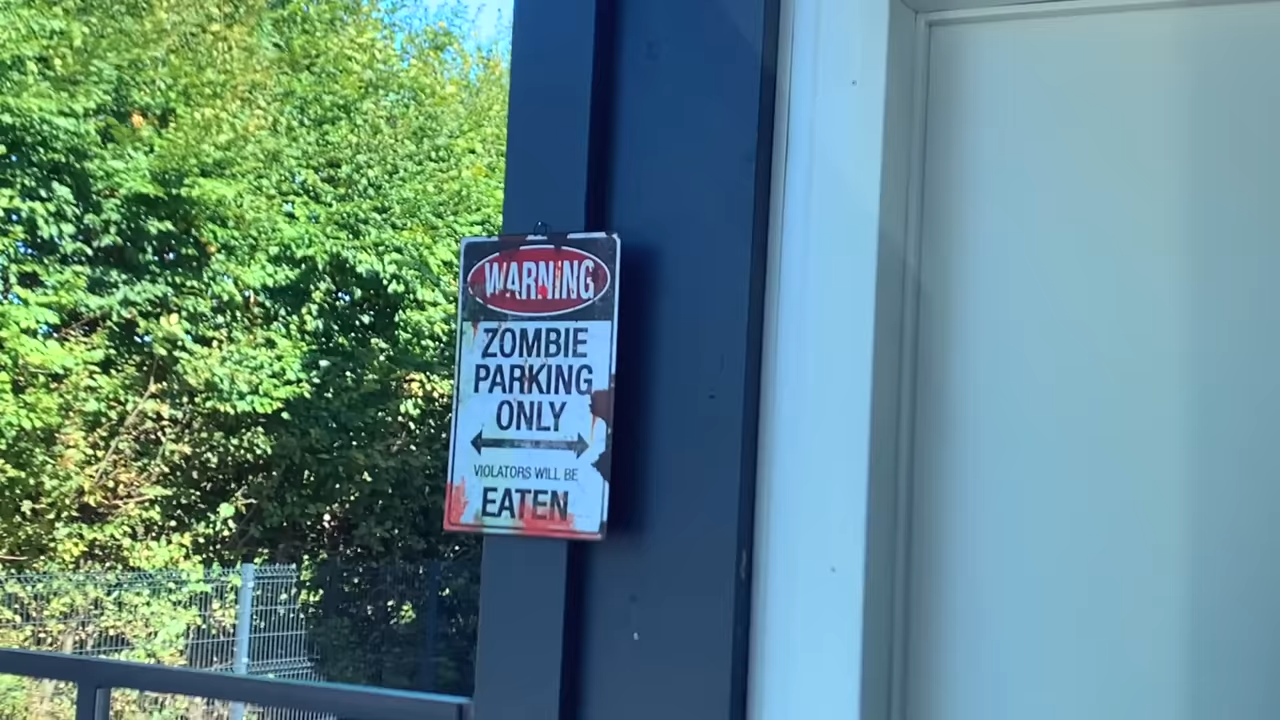 WARNING
ZOMBIE
PARKING
ONLY
VIOLATORS WILL BE
EATEN